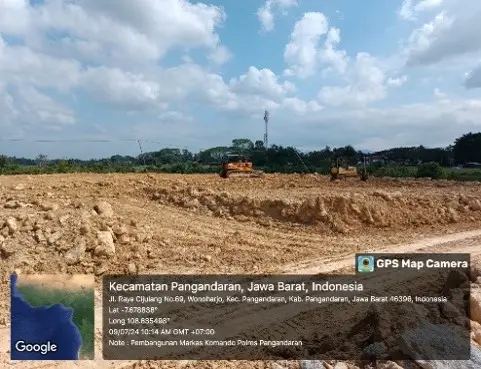 GPS Map Camera
Kecamatan Pangandaran, Jawa Barat, Indonesia
Jl. Raya Cijulang No.69, Wonoharjo, Kec. Pangandaran, Kab. Pangandaran, Jawa Barat 46396, Indonesia
Lat -7.678838°
Long 108.635498°
09/07/24 10:14 AM GMT +07:00
Note : Pembangunan Markas Komando Polres Pangandaran
Google